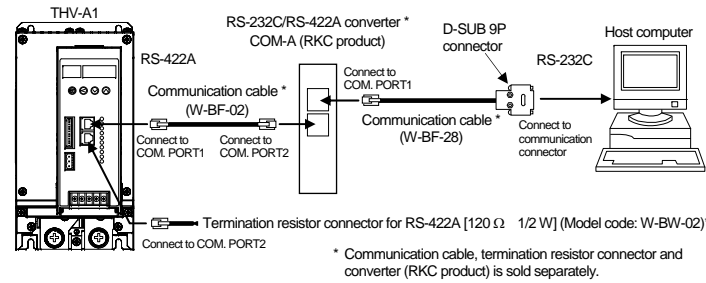 THV-A1
RS-422A
RS-232C/RS-422A converter *
COM-A (RKC product)
D-SUB 9P
connector
RS-232C
Host computer
Communication cable *
(W-BF-02)
Connect to
COM. PORT1
Connect to
COM. PORT2
Connect to
COM. PORT1
Communication cable *
(W-BF-28)
Connect to
communication
connector
Termination resistor connector for RS-422A [120 Ω 1/2 W] (Model code: W-BW-02)*
Connect to COM. PORT2
* Communication cable, termination resistor connector and
converter (RKC product) is sold separately.